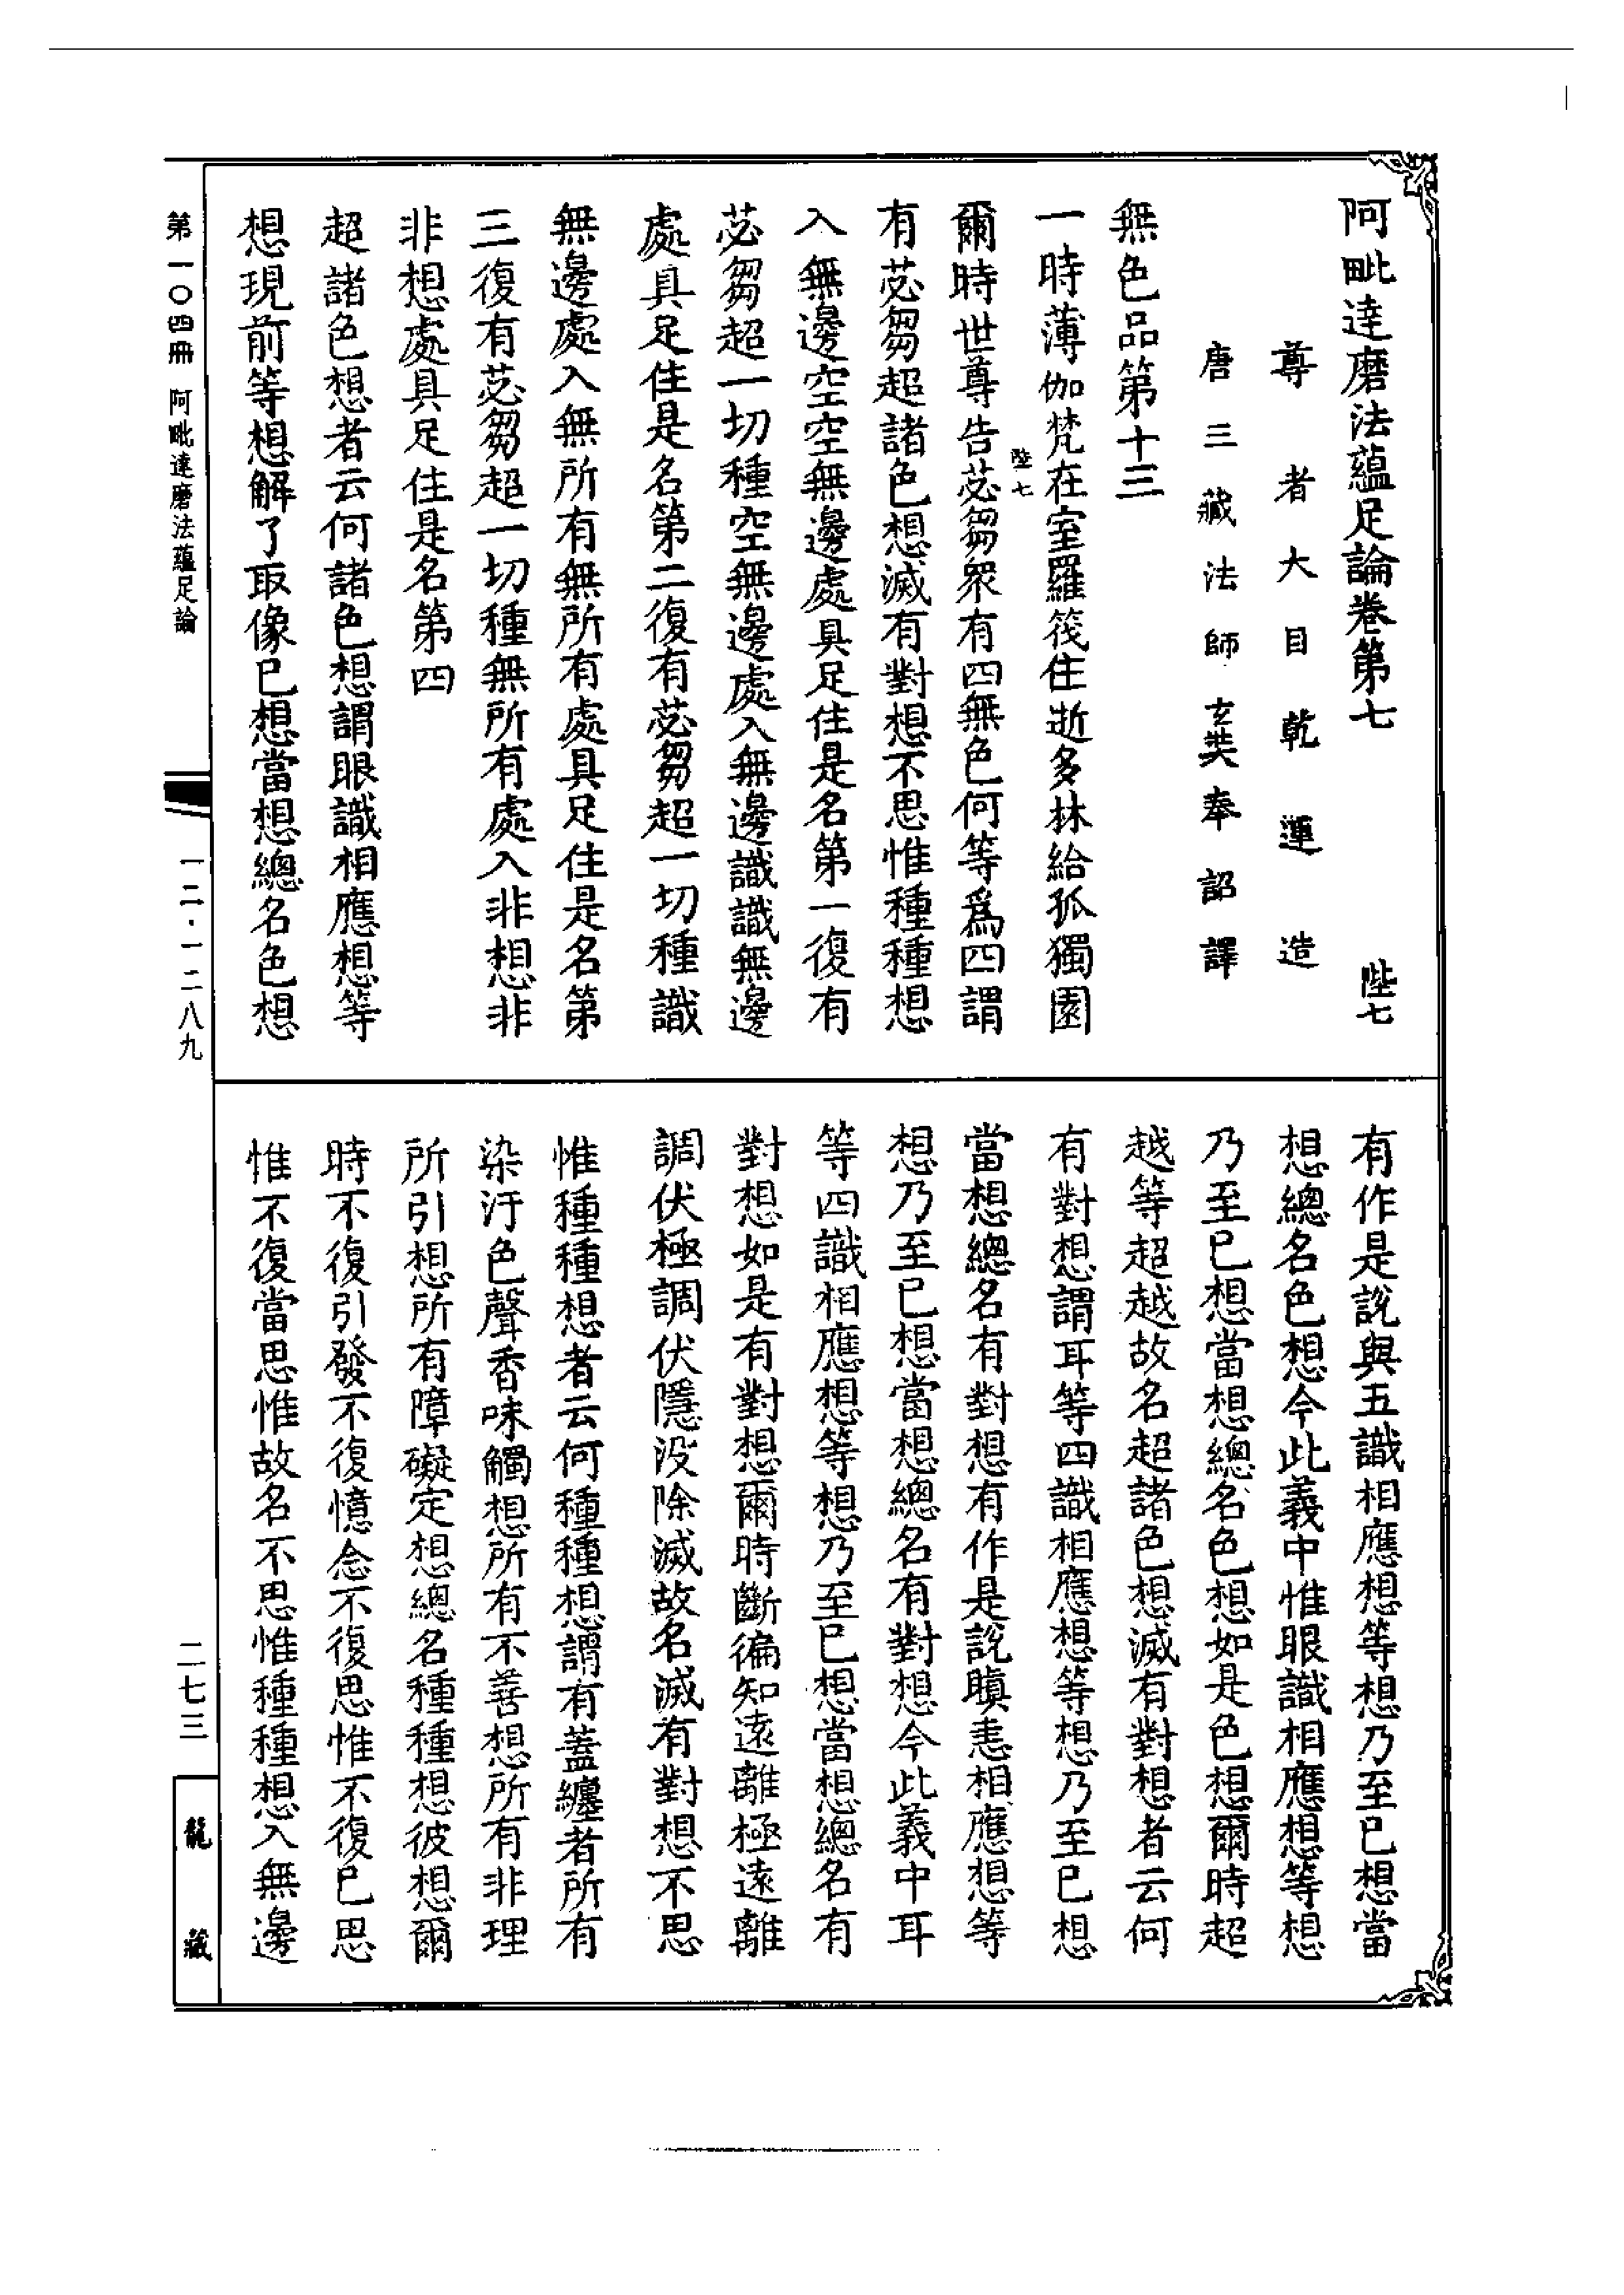 阿毗達磨法蘊足論卷第七　陛七
尊者大目乾連造
唐三藏法師玄奘奉詔譯
無色品第十三
一時薄伽梵在室羅筏住逝多林給孤獨園
陛七
爾時世尊告苾芻眾有四無色何等爲四謂
有苾芻超諸色想滅有對想不思惟種種想
入無邊空空無邊處具足住是名第一復有
苾芻超一切種空無邊處入無邊識識無邊
處具足住是名第二復有苾芻超一切種識
無邊處入無所有無所有處具足住是名第
三復有苾芻超一切種無所有處入非想非
非想處具足住是名第四
超諸色想者云何諸色想謂眼識相應想等
想現前等想解了取像已想當想總名色想
有作是說與五識相應想等想乃至已想當
想總名色想今此義中惟眼識相應想等想
乃至已想當想總名色想如是色想爾時超
越等超越故名超諸色想滅有對想者云何
有對想謂耳等四識相應想等想乃至已想
當想總名有對想有作是說瞋恚相應想等
想乃至已想當想總名有對想今此義中耳
等四識相應想等想乃至已想當想總名有
對想如是有對想爾時斷徧知遠離極遠離
調伏極調伏隱沒除滅故名滅有對想不思
惟種種想者云何種種想謂有蓋纏者所有
染汙色聲香味觸想所有不善想所有非理
所引想所有障礙定想總名種種想彼想爾
時不復引發不復憶念不復思惟不復已思
惟不復當思惟故名不思惟種種想入無邊
第一〇四冊　阿毗達磨法蘊足論
一二·一二八九
二七三
龍藏